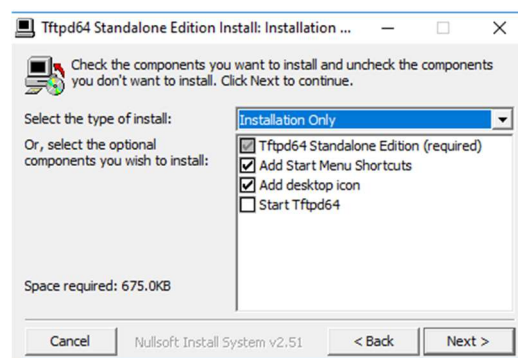 Tftpd64 Standalone Edition Install: Installation ...
Check the components you want to install and uncheck the components
you don't want to install. Click Next to continue.
Select the type of install:
Installation Only
Or, select the optional
components you wish to install:
Tftpd64 Standalone Edition (required)
Add Start Menu Shortcuts
Add desktop icon
Start Tftpd64
Space required: 675.0KB
Cancel
Nullsoft Install System v2.51
< Back
Next >